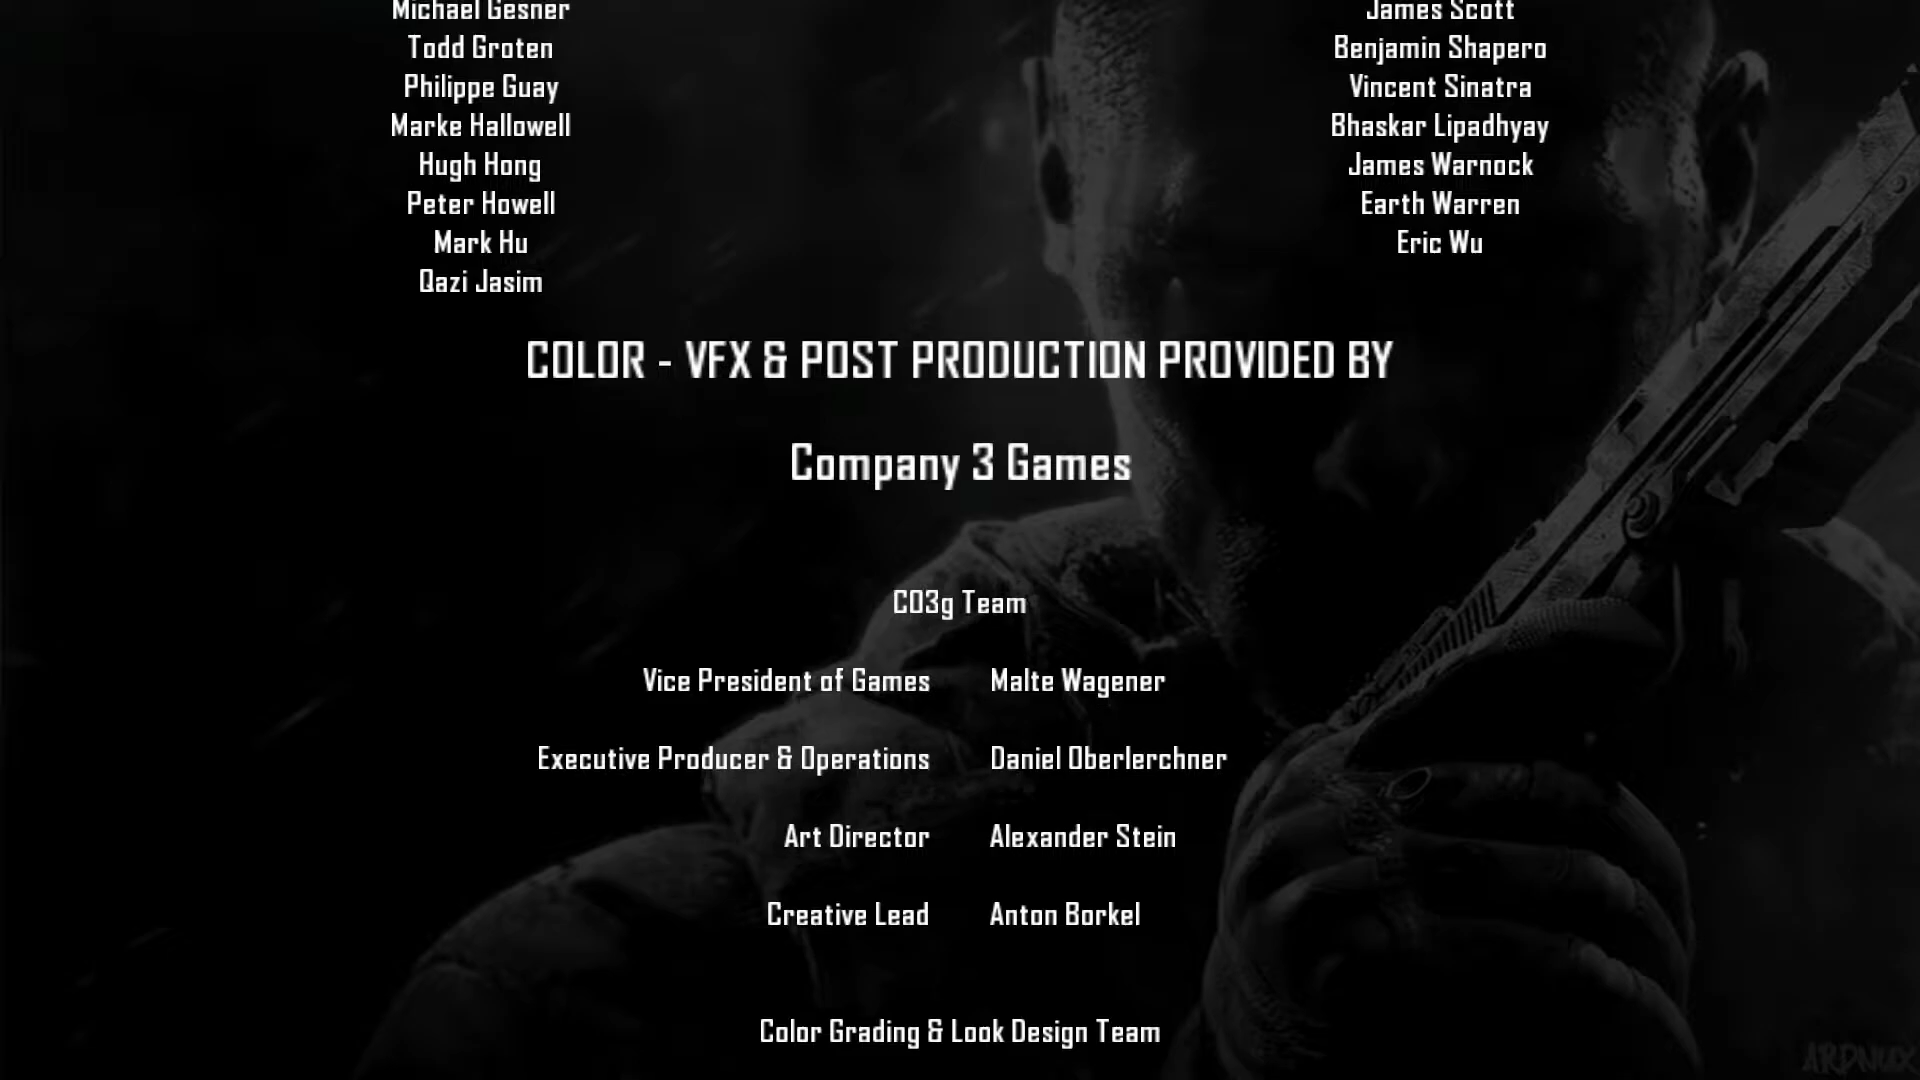 Michael Gesner
Todd Groten
Philippe Guay
Marke Hallowell
Hugh Hong
Peter Howell
Mark Hu
Qazi Jasim
James Scott
Benjamin Shapero
Vincent Sinatra
Bhaskar Lipadhyay
James Warnock
Earth Warren
Eric Wu
COLOR - VFX & POST PRODUCTION PROVIDED BY
Company 3 Games
CO3g Team
Vice President of Games Malte Wagener
Executive Producer & Operations Daniel Oberlerchner
Art Director Alexander Stein
Creative Lead Anton Borkel
Color Grading & Look Design Team
ARDNUX